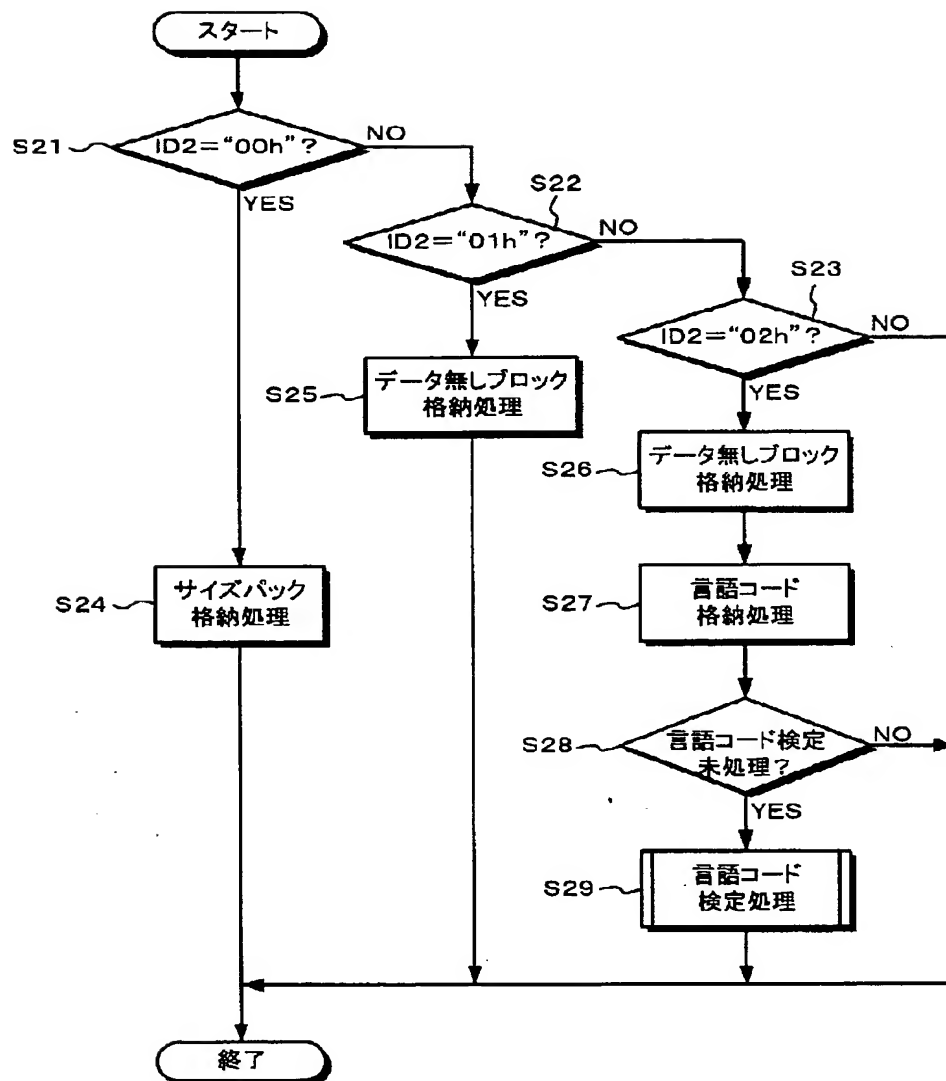 スタート
S21
ID2=“00h”?
NO
YES
S22
ID2=“01h”?
NO
YES
S23
ID2=“02h”?
NO
YES
S25
データ無しブロック
格納処理
S26
データ無しブロック
格納処理
S24
サイズパック
格納処理
S27
言語コード
格納処理
S28
言語コード検定
未処理?
NO
YES
S29
言語コード
検定処理
終了